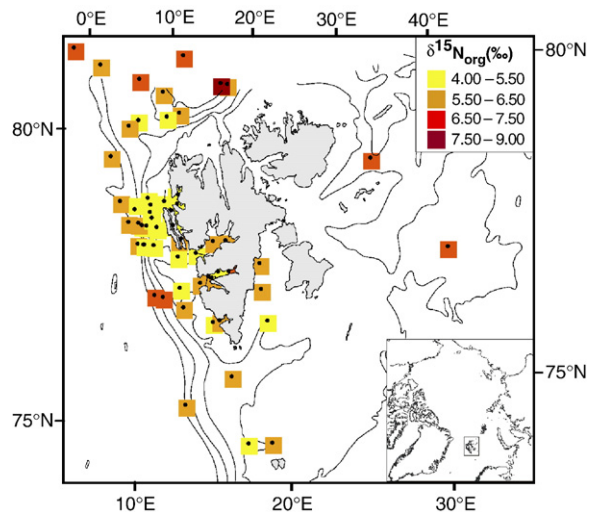 0°E 10°E 20°E 30°E 40°E
80°N
δ15Norg(‰)
4.00 – 5.50
5.50 – 6.50
6.50 – 7.50
7.50 – 9.00
80°N
75°N
75°N
10°E 20°E 30°E